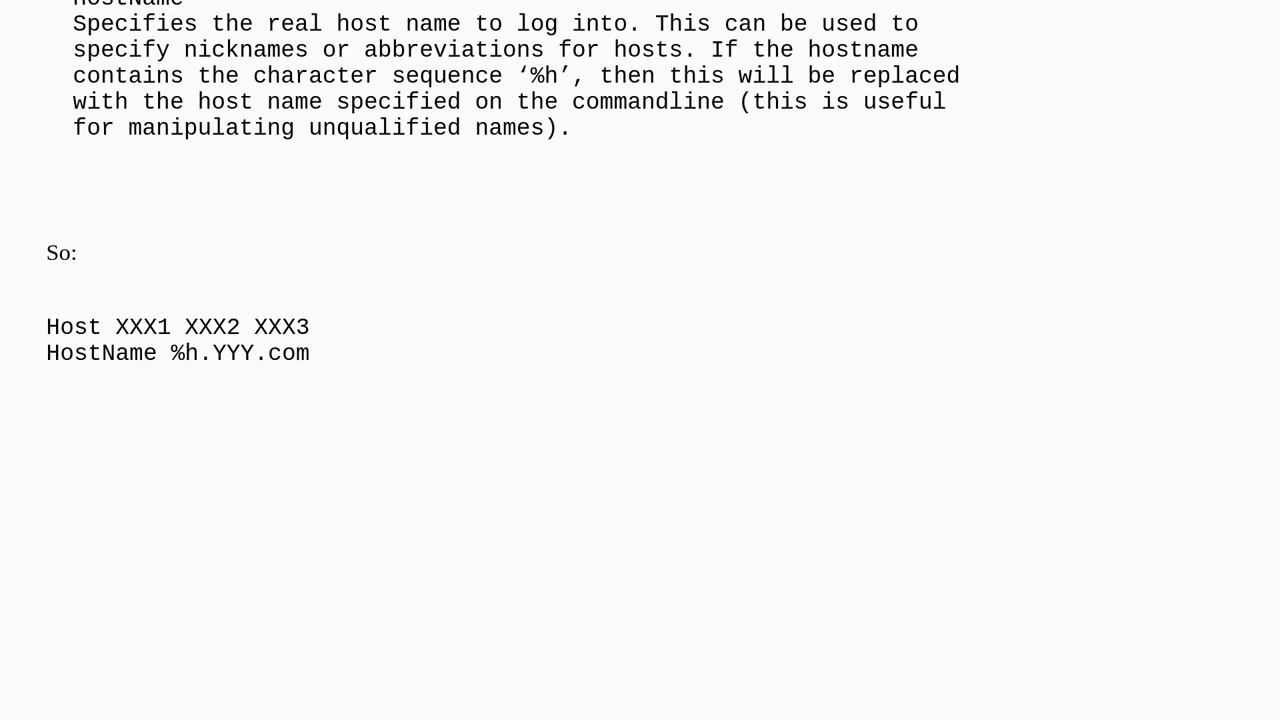 HostName
Specifies the real host name to log into. This can be used to
specify nicknames or abbreviations for hosts. If the hostname
contains the character sequence ‘%h’, then this will be replaced
with the host name specified on the commandline (this is useful
for manipulating unqualified names).
So:
Host XXX1 XXX2 XXX3
HostName %h.YYY.com